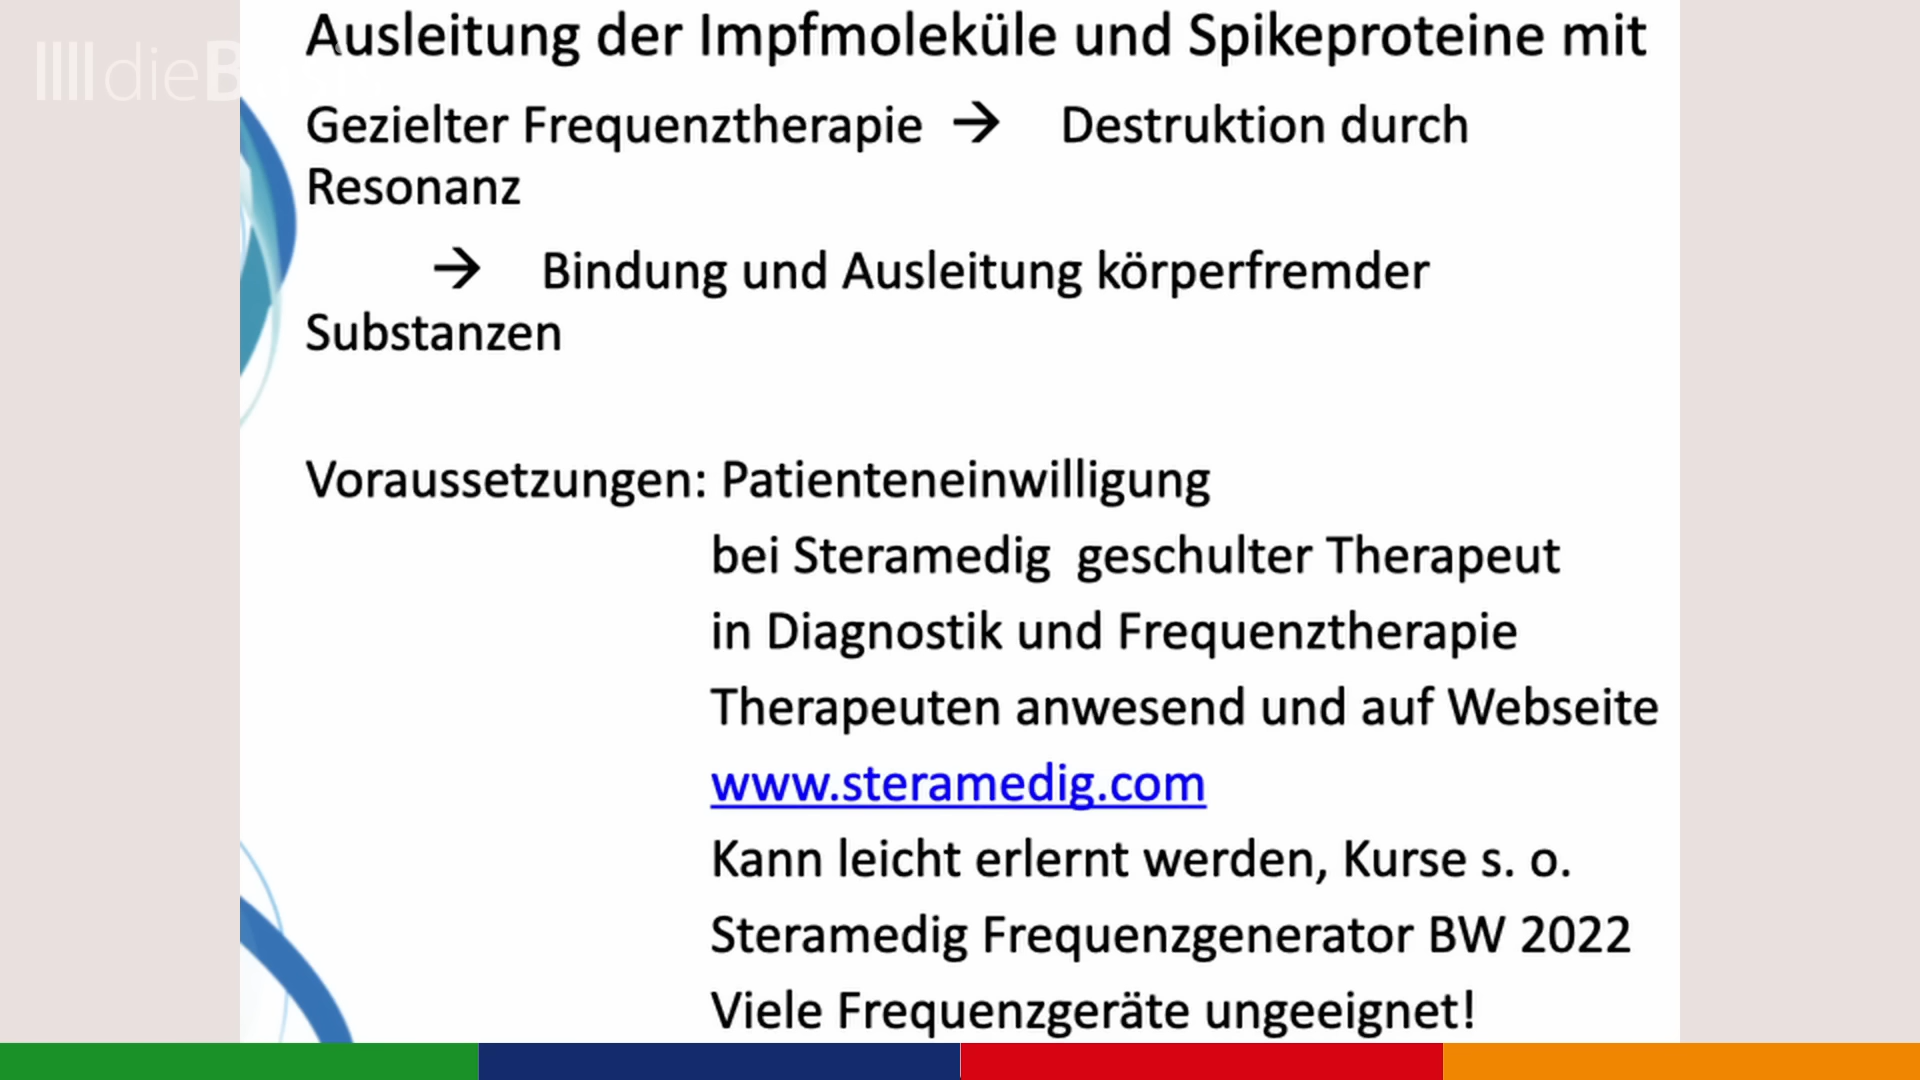 dieB
Ausleitung der Impfmoleküle und Spikeproteine mit
Gezielter Frequenztherapie → Destruktion durch
Resonanz
→ Bindung und Ausleitung körperfremder
Substanzen
Voraussetzungen: Patienteneinwilligung
bei Steramedig geschulter Therapeut
in Diagnostik und Frequenztherapie
Therapeuten anwesend und auf Webseite
www.steramedig.com
Kann leicht erlernt werden, Kurse s. o.
Steramedig Frequenzgenerator BW 2022
Viele Frequenzgeräte ungeeignet!